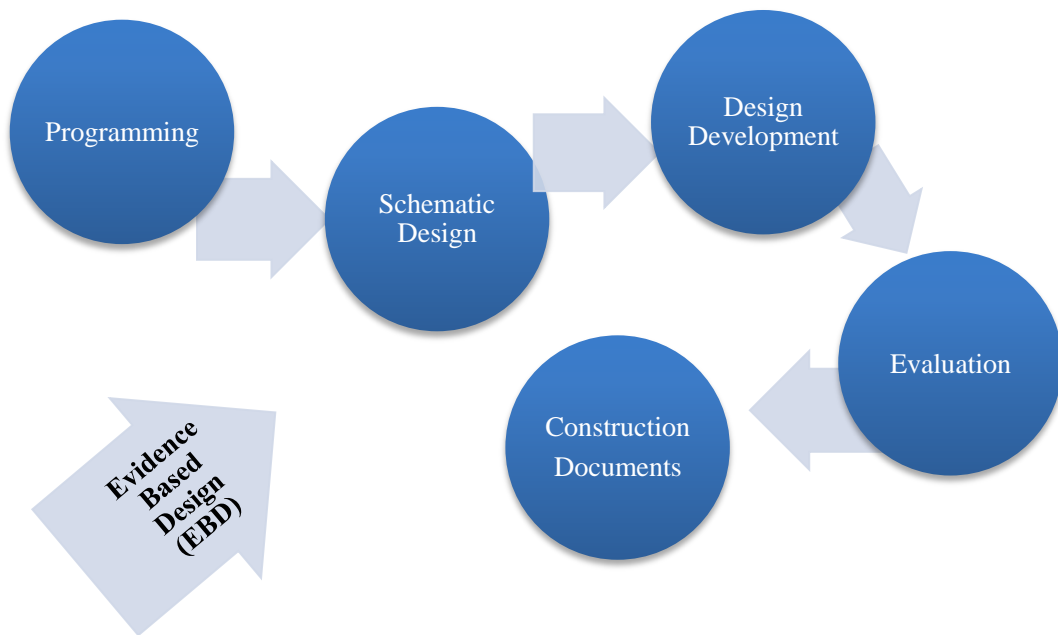 Programming
Schematic
Design
Design
Development
Evaluation
Construction
Documents
Evidence
Based
Design
(EBD)